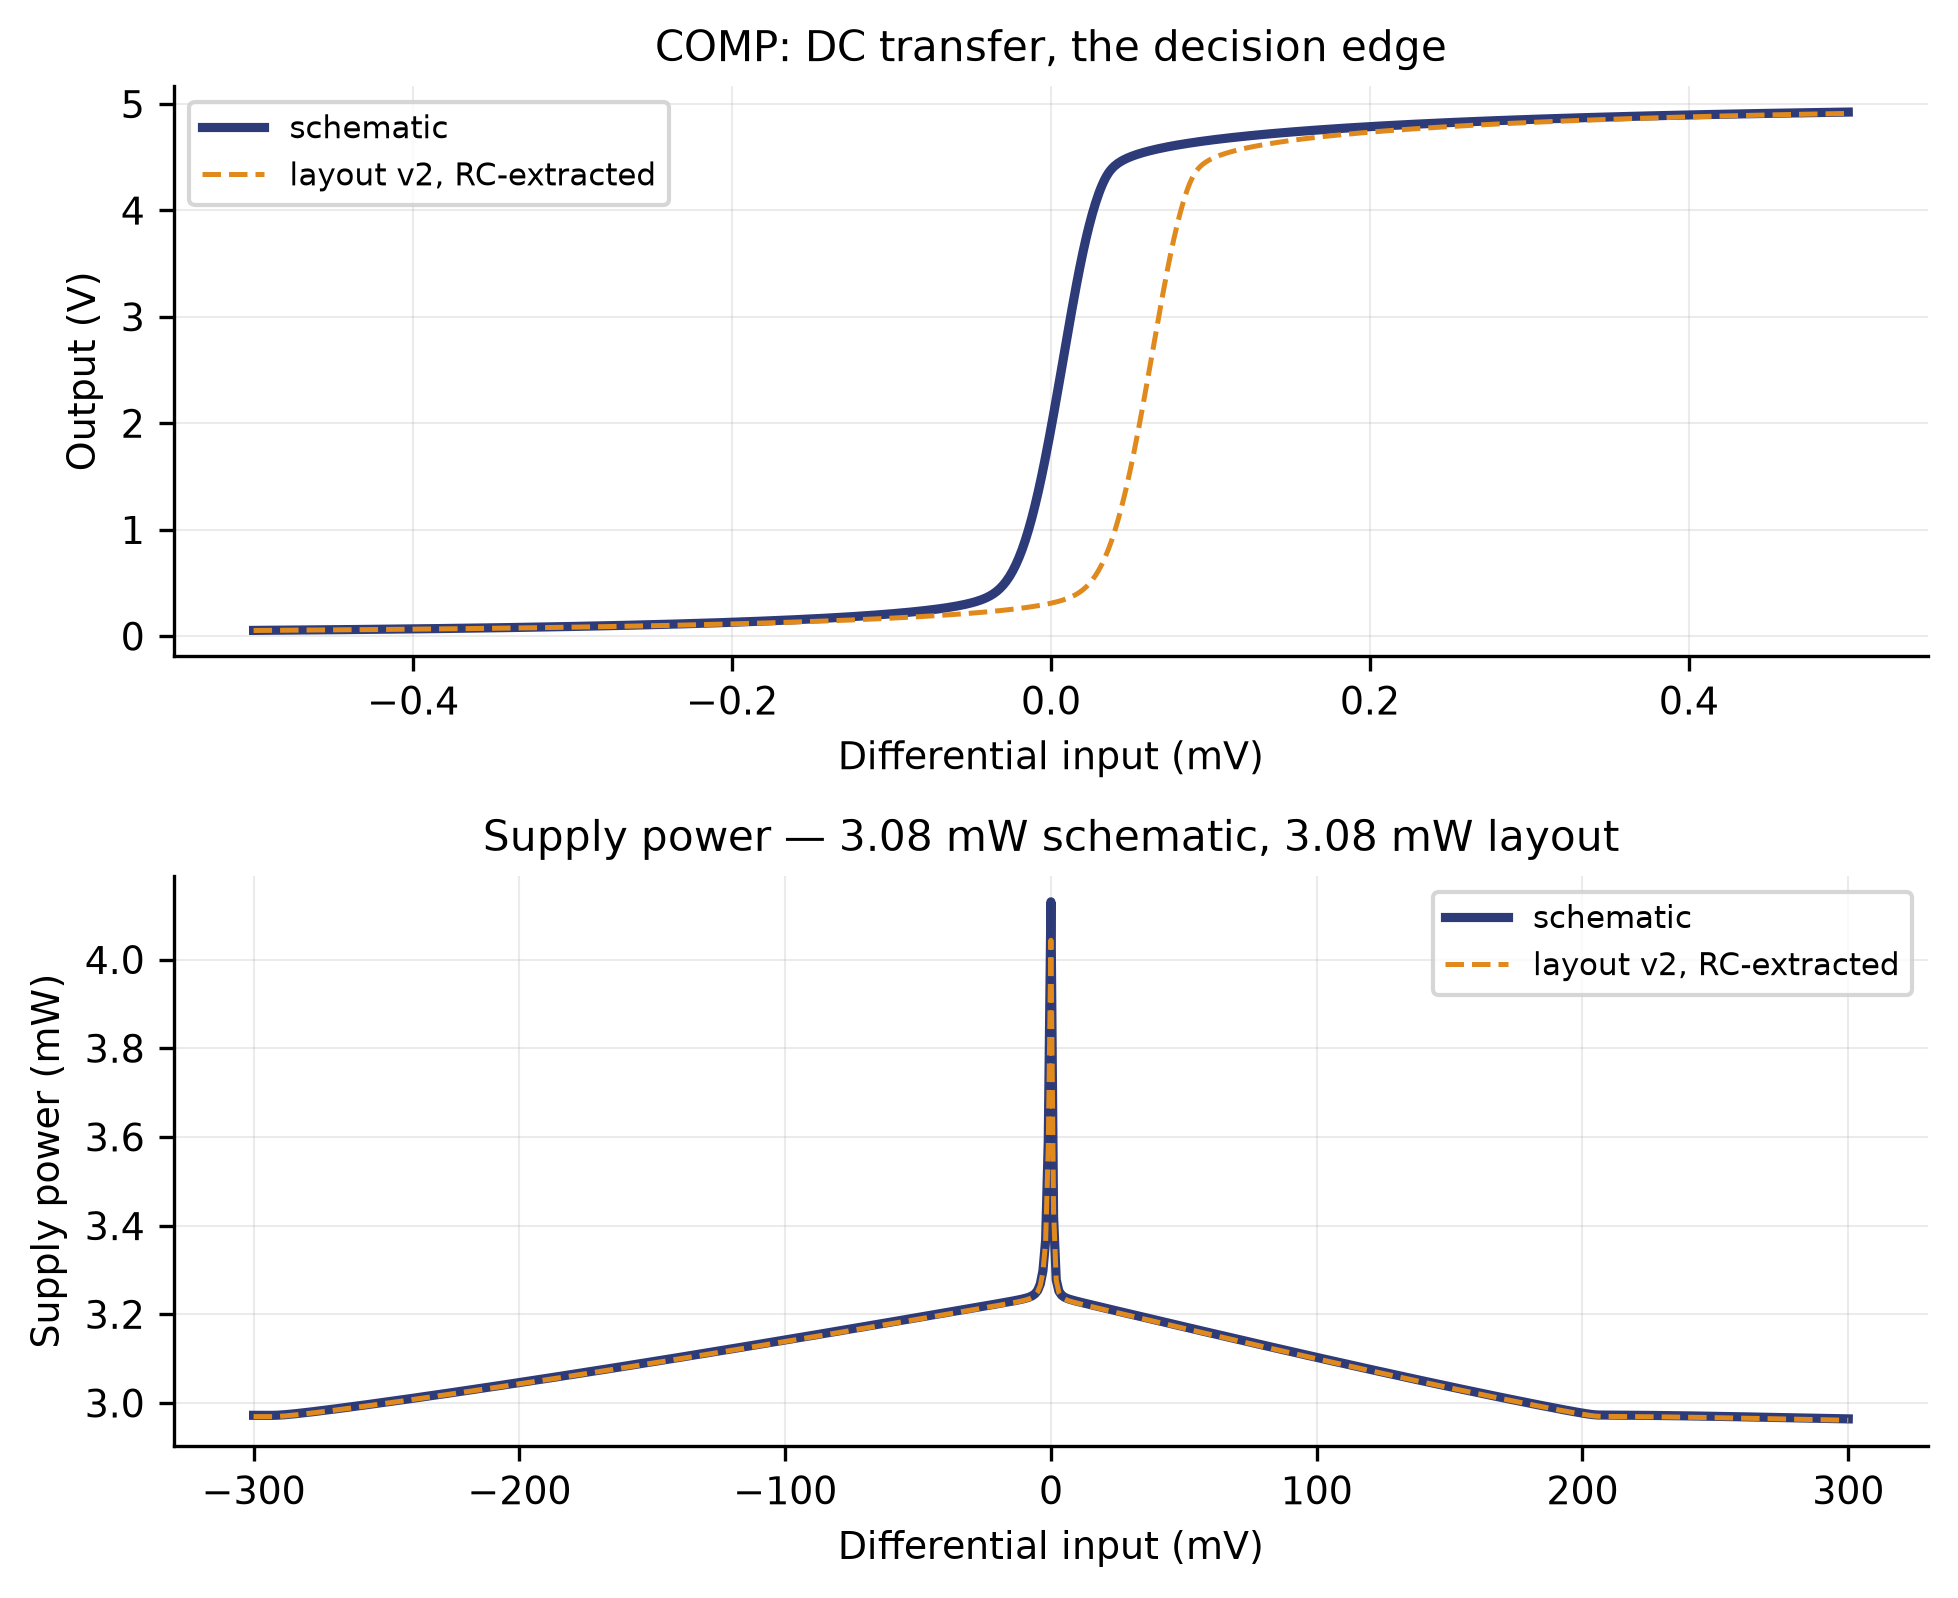 COMP: DC transfer, the decision edge
schematic
layout v2, RC-extracted
Output (V)
5
4
3
2
1
0
−0.4 −0.2 0.0 0.2 0.4
Differential input (mV)
Supply power — 3.08 mW schematic, 3.08 mW layout
schematic
layout v2, RC-extracted
Supply power (mW)
4.0
3.8
3.6
3.4
3.2
3.0
−300 −200 −100 0 100 200 300
Differential input (mV)